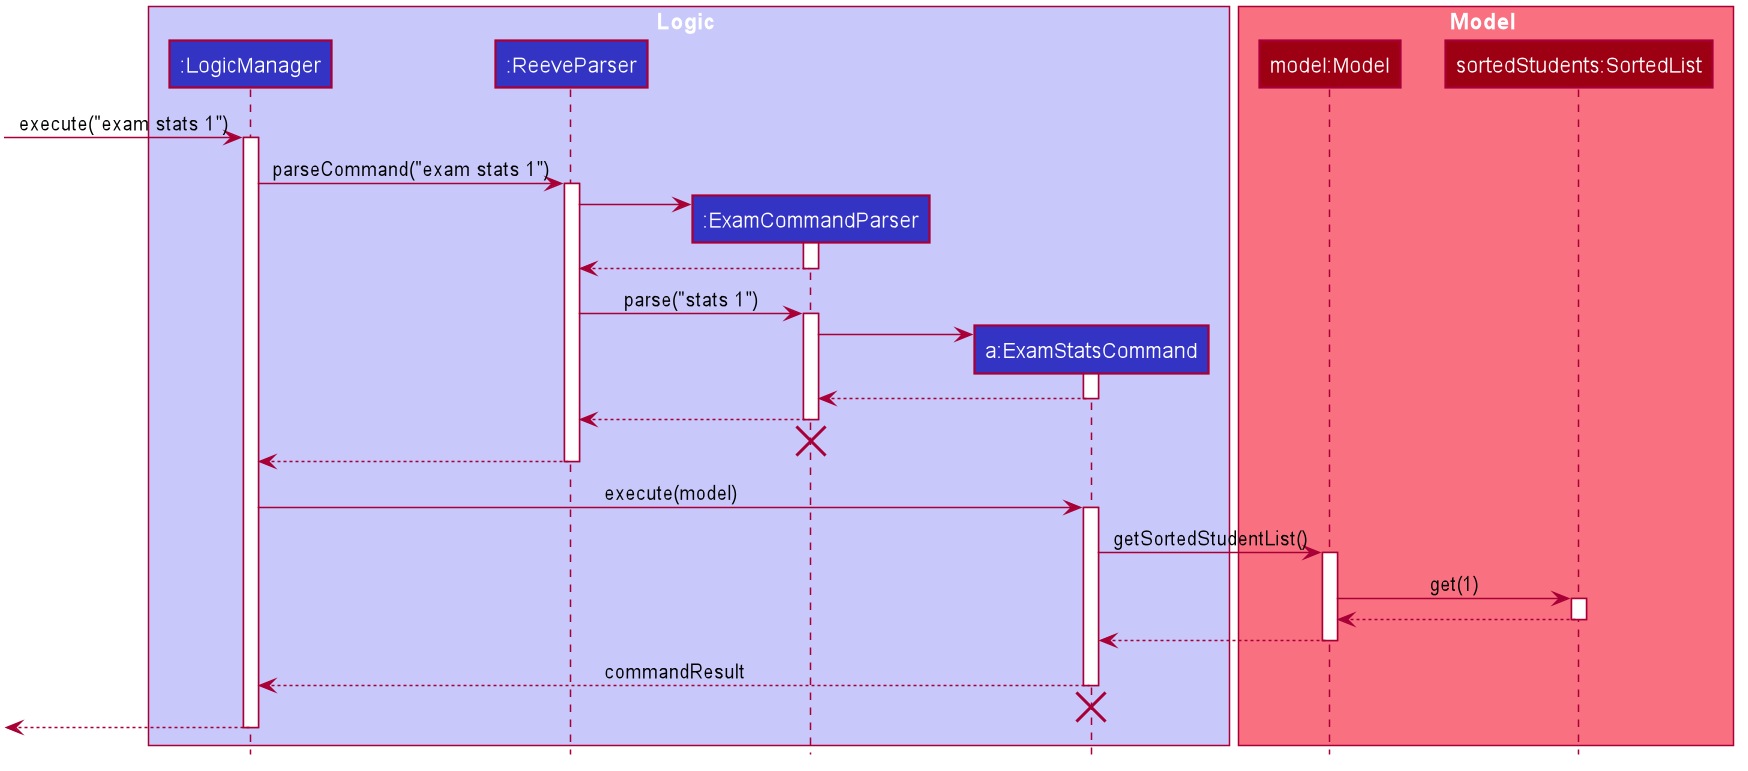 Logic
Model
:LogicManager
:ReeveParser
model:Model
sortedStudents:SortedList
execute("exam stats 1")
parseCommand("exam stats 1")
:ExamCommandParser
parse("stats 1")
a:ExamStatsCommand
execute(model)
getSortedStudentList()
get(1)
commandResult